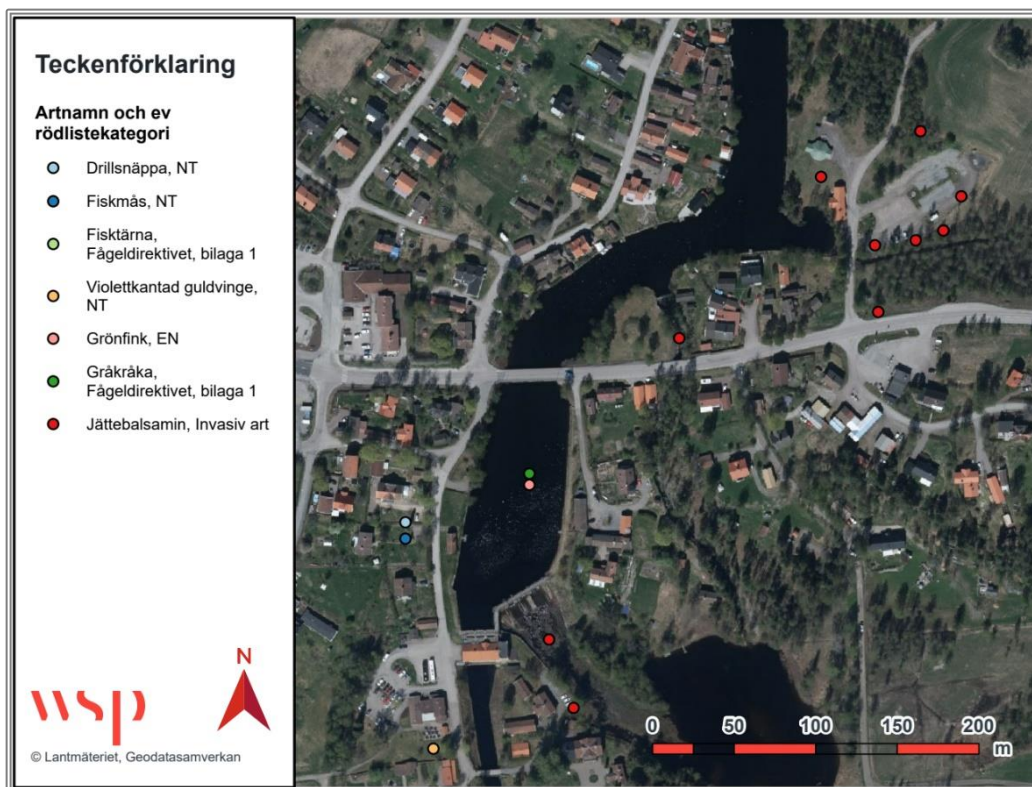 Teckenförklaring
Artnamn och ev
rödlistekategori
Drillsnäppa, NT
Fiskmås, NT
Fisktärna,
Fågeldirektivet, bilaga 1
Violettkantad guldvinge,
NT
Grönfink, EN
Gråkråka,
Fågeldirektivet, bilaga 1
Jättebalsamin, Invasiv art
wsp
N
© Lantmäteriet, Geodatasamverkan
0 50 100 150 200
m